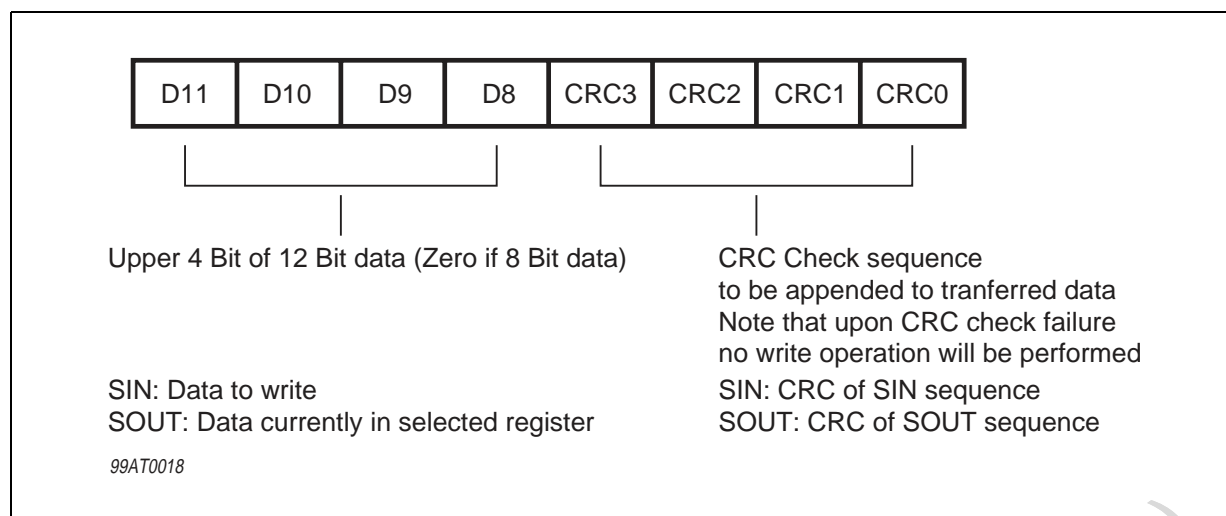 D11 D10 D9 D8 CRC3 CRC2 CRC1 CRC0
Upper 4 Bit of 12 Bit data (Zero if 8 Bit data)
SIN: Data to write
SOUT: Data currently in selected register
CRC Check sequence
to be appended to tranferred data
Note that upon CRC check failure
no write operation will be performed
SIN: CRC of SIN sequence
SOUT: CRC of SOUT sequence
99AT0018